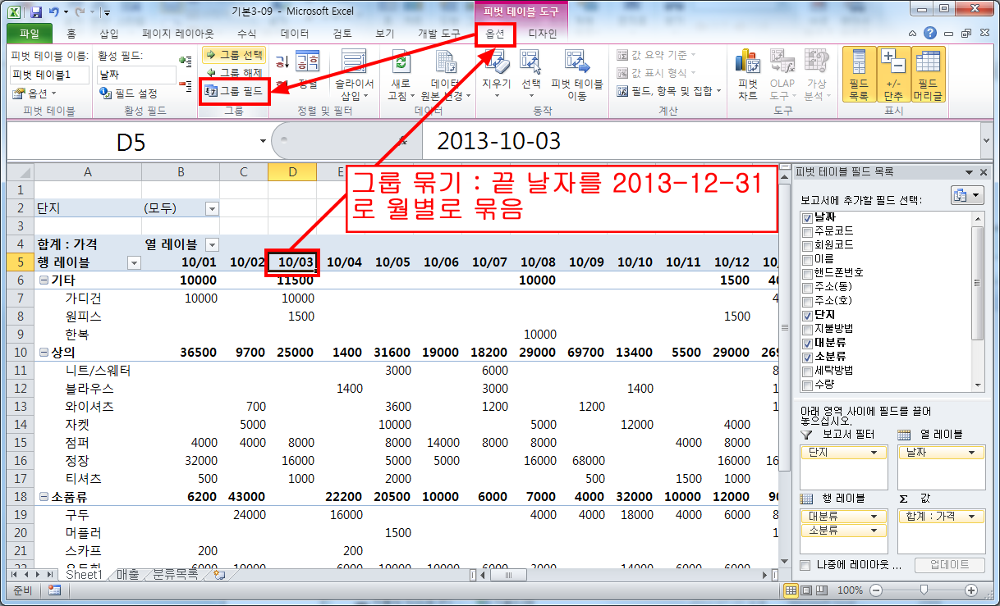 기본3-09 - Microsoft Excel
피벗 테이블 도구
파일 홈 삽입 페이지 레이아웃 수식 데이터 검토 보기 개발 도구 옵션 디자인
피벗 테이블 이름:
피벗 테이블1
옵션
피벗 테이블
활성 필드:
날짜
필드 설정
활성 필드
그룹 선택
그룹 해제
그룹 필드
그룹
정렬
슬라이서
삽입
정렬 및 필터
새로
고침
데이터
원본 변경
데이터
지우기
선택
피벗 테이블
이동
동작
값 요약 기준
값 표시 형식
필드, 항목 및 집합
계산
피벗
차트
OLAP
도구
가상
분석
도구
필드
목록
+/-
단추
필드
머리글
표시
D5 2013-10-03
그룹 묶기 : 끝 날자를 2013-12-31
로 월별로 묶음
A B C D E
1
2 단지 (모두)
3
4 합계 : 가격 열 레이블
5 행 레이블 10/01 10/02 10/03 10/04 10/05 10/06 10/07 10/08 10/09 10/10 10/11 10/12 10/
6 기타 10000 11500 10000 1500 40
7 가디건 10000 10000 4
8 원피스 1500 1500
9 한복 10000
10 상의 36500 9700 25000 1400 31600 19000 18200 29000 69700 13400 5500 29000 269
11 니트/스웨터 3000 6000 8
12 블라우스 1400 3000 1400 1
13 와이셔츠 700 3600 1200 1200 1
14 자켓 5000 10000 5000 12000 4000
15 점퍼 4000 4000 8000 8000 14000 8000 8000 4000 8000
16 정장 32000 16000 5000 5000 16000 68000 16000 16
17 티셔츠 500 1000 2000 500 1500 1000
18 소품류 6200 43000 22200 20500 10000 6000 7000 4000 32000 10000 12000 90
19 구두 24000 16000 4000 4000 18000 4000 6000 8
20 머플러 1500 1
21 스카프 200 200
22
Sheet1 매출 분류목록
준비 100%
피벗 테이블 필드 목록
보고서에 추가할 필드 선택:
날짜
주문코드
회원코드
이름
핸드폰번호
주소(동)
주소(호)
단지
지불방법
대분류
소분류
세탁방법
수량
아래 영역 사이에 필드를 끌어
놓으십시오.
보고서 필터 열 레이블
단지 날짜
행 레이블 Σ 값
대분류 합계 : 가격
소분류
나중에 레이아웃 ... 업데이트